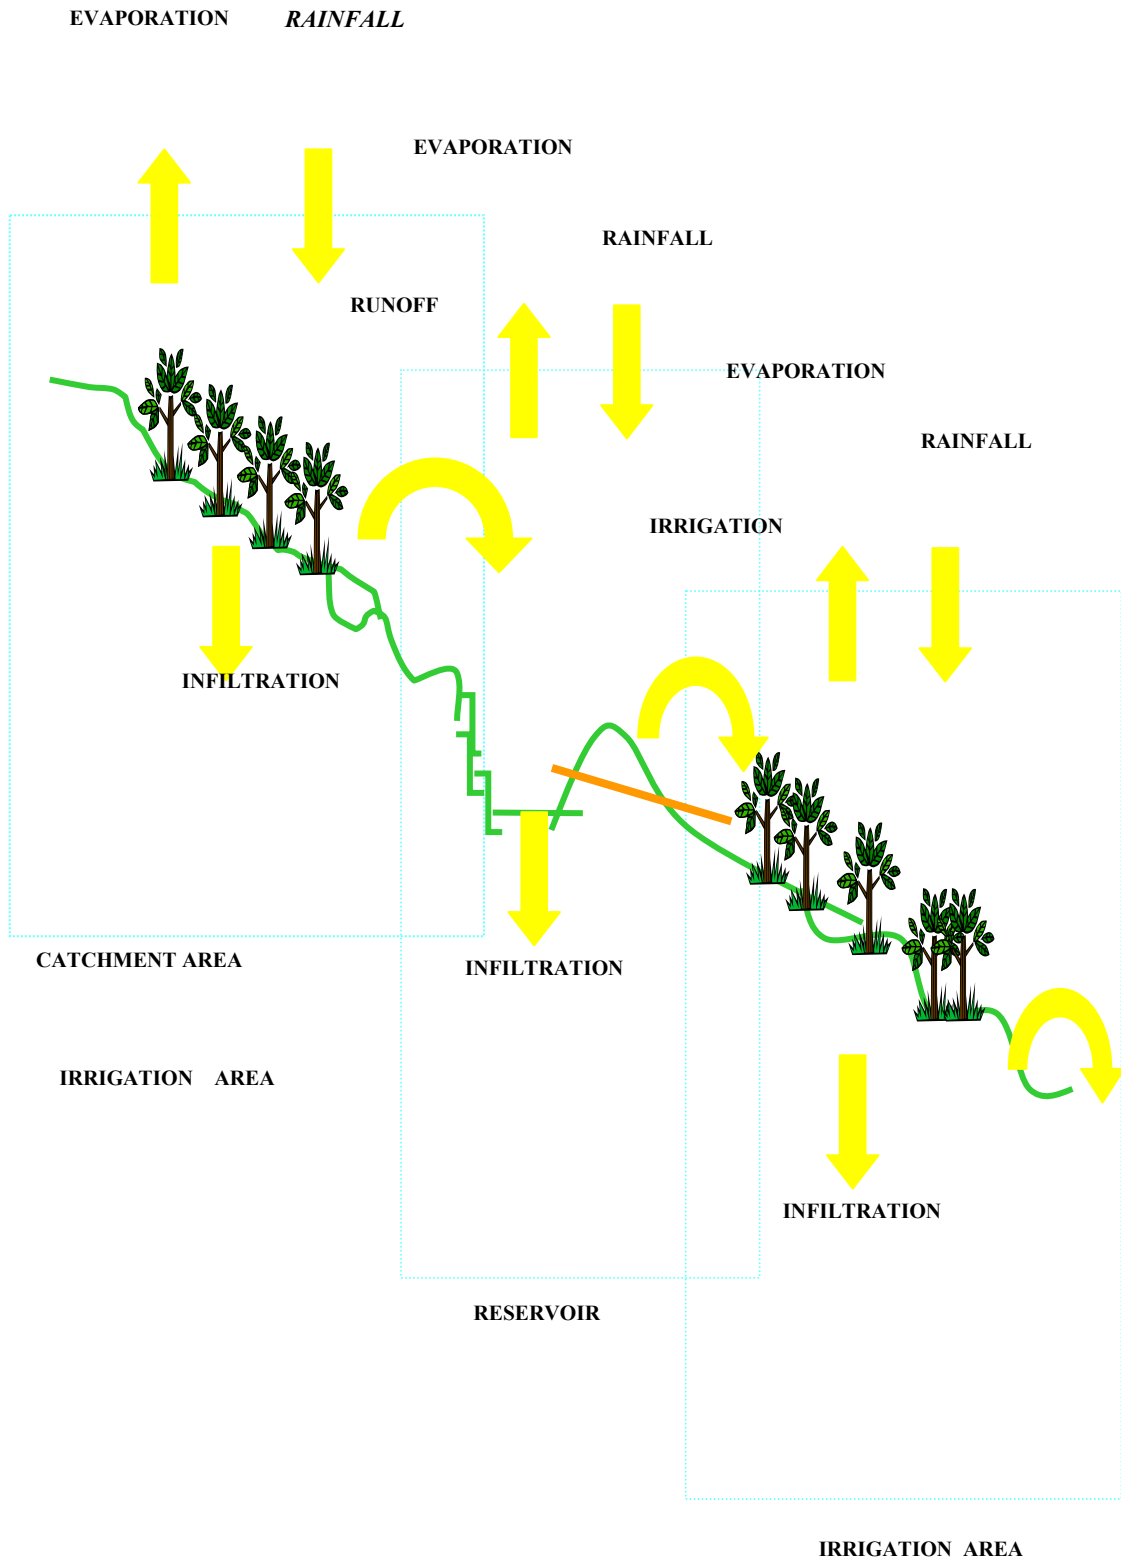 EVAPORATION RAINFALL
EVAPORATION
RAINFALL
RUNOFF
EVAPORATION
RAINFALL
IRRIGATION
INFILTRATION
CATCHMENT AREA
INFILTRATION
IRRIGATION AREA
INFILTRATION
RESERVOIR
IRRIGATION AREA